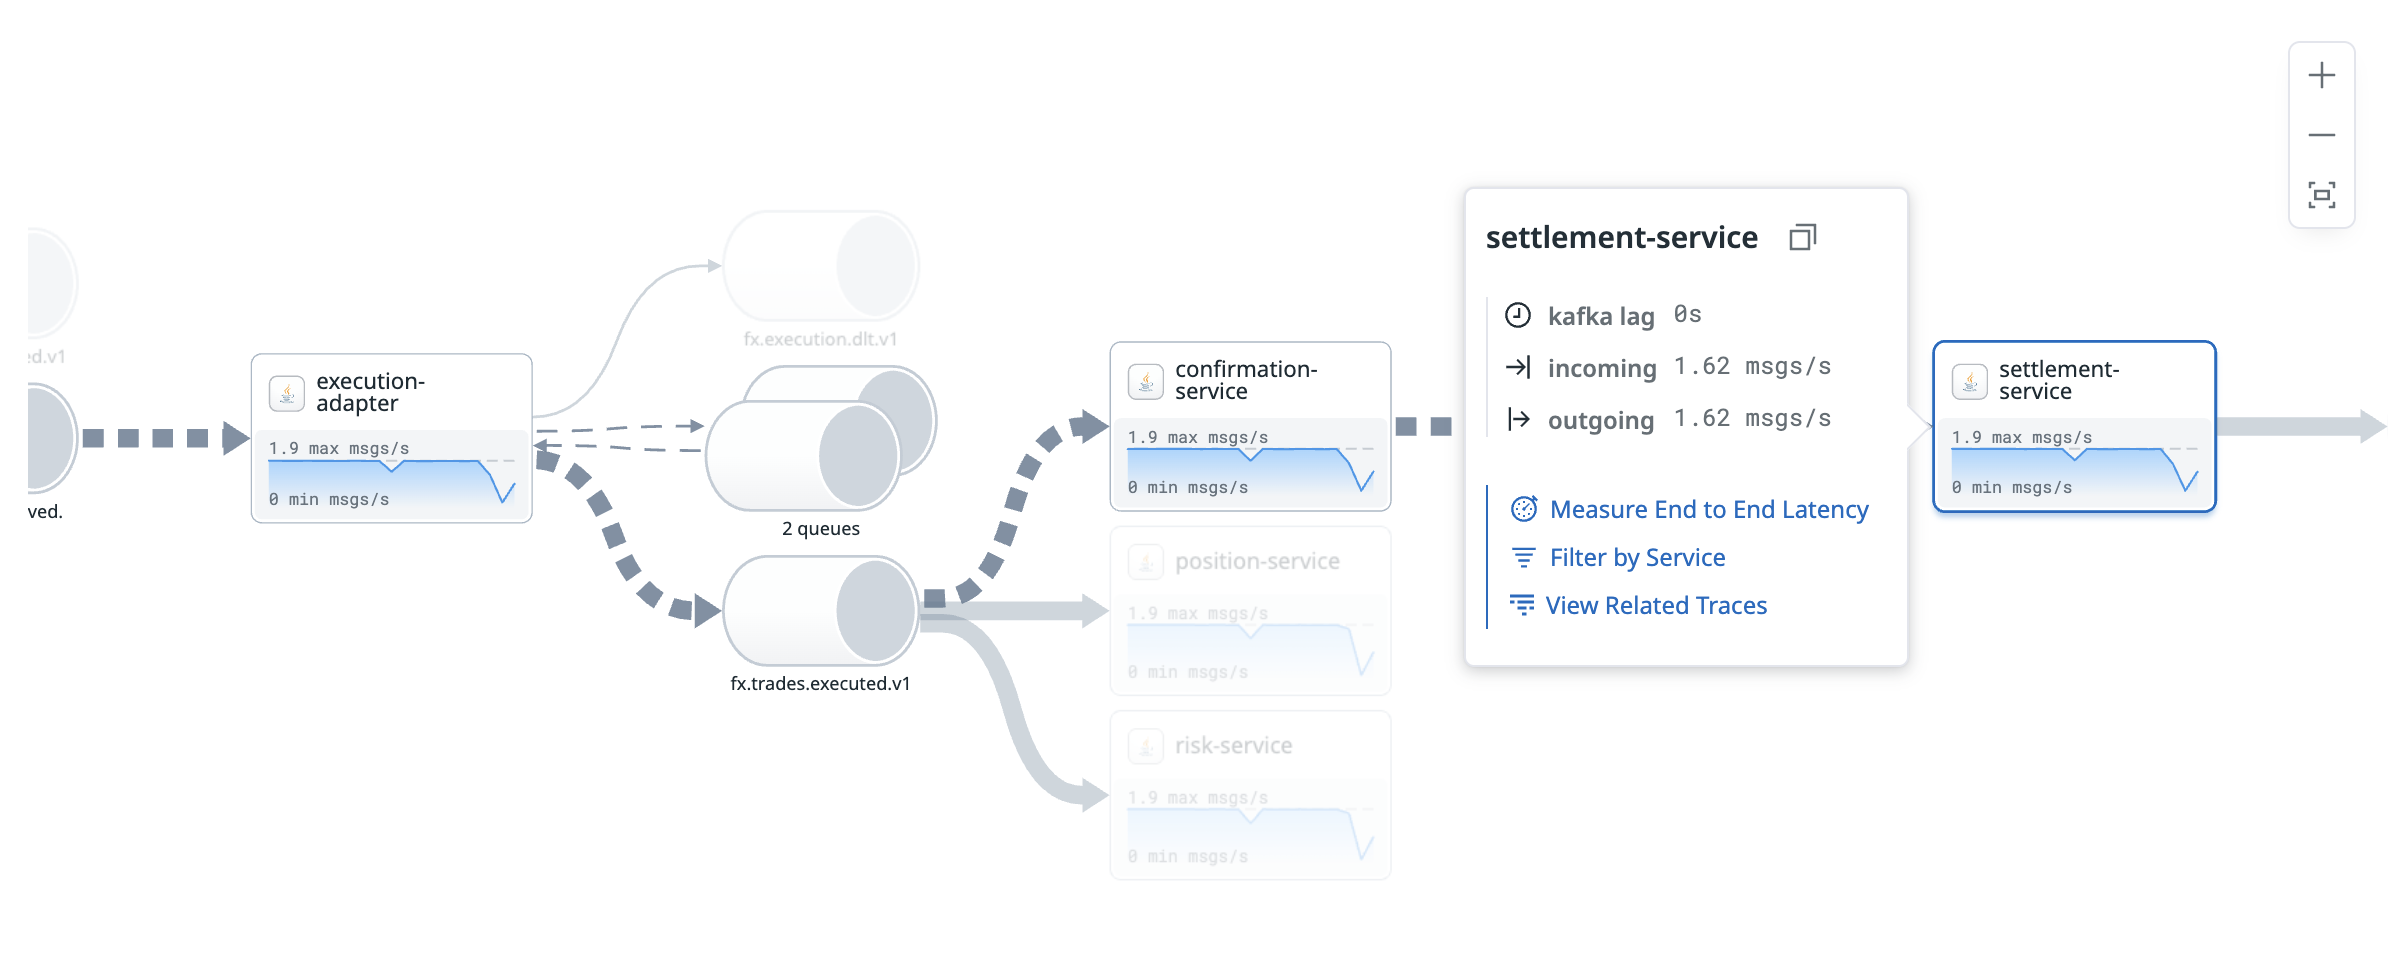 ed.v1
ved.
execution-
adapter
1.9 max msgs/s
0 min msgs/s
fx.execution.dlt.v1
2 queues
fx.trades.executed.v1
confirmation-
service
1.9 max msgs/s
0 min msgs/s
position-service
1.9 max msgs/s
0 min msgs/s
risk-service
1.9 max msgs/s
0 min msgs/s
settlement-service
kafka lag 0s
incoming 1.62 msgs/s
outgoing 1.62 msgs/s
Measure End to End Latency
Filter by Service
View Related Traces
settlement-
service
1.9 max msgs/s
0 min msgs/s